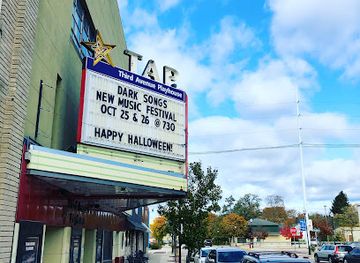 TAP
Third Avenue Playhouse
DARK SONGS
NEW MUSIC FESTIVAL
OCT 25 & 26 @ 730
HAPPY HALLOWEEN!